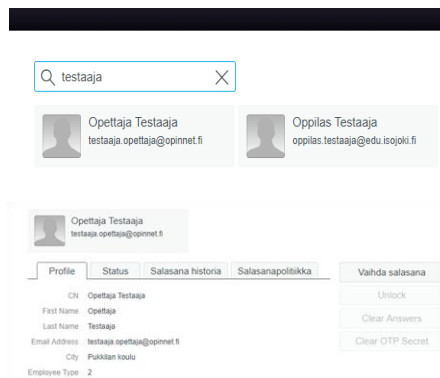 testaaja
Opettaja Testaaja
testaaja.opettaja@opinnet.fi
Oppilas Testaaja
oppilas.testaaja@edu.isojoki.fi
Opettaja Testaaja
testaaja.opettaja@opinnet.fi
Profile Status Salasana historia Salasanapolitiikka
Vaihda salasana
Unlock
Clear Answers
Clear OTP Secret
CN Opettaja Testaaja
First Name Opettaja
Last Name Testaaja
Email Address testaaja.opettaja@opinnet.fi
City Pukkilan koulu
Employee Type 2